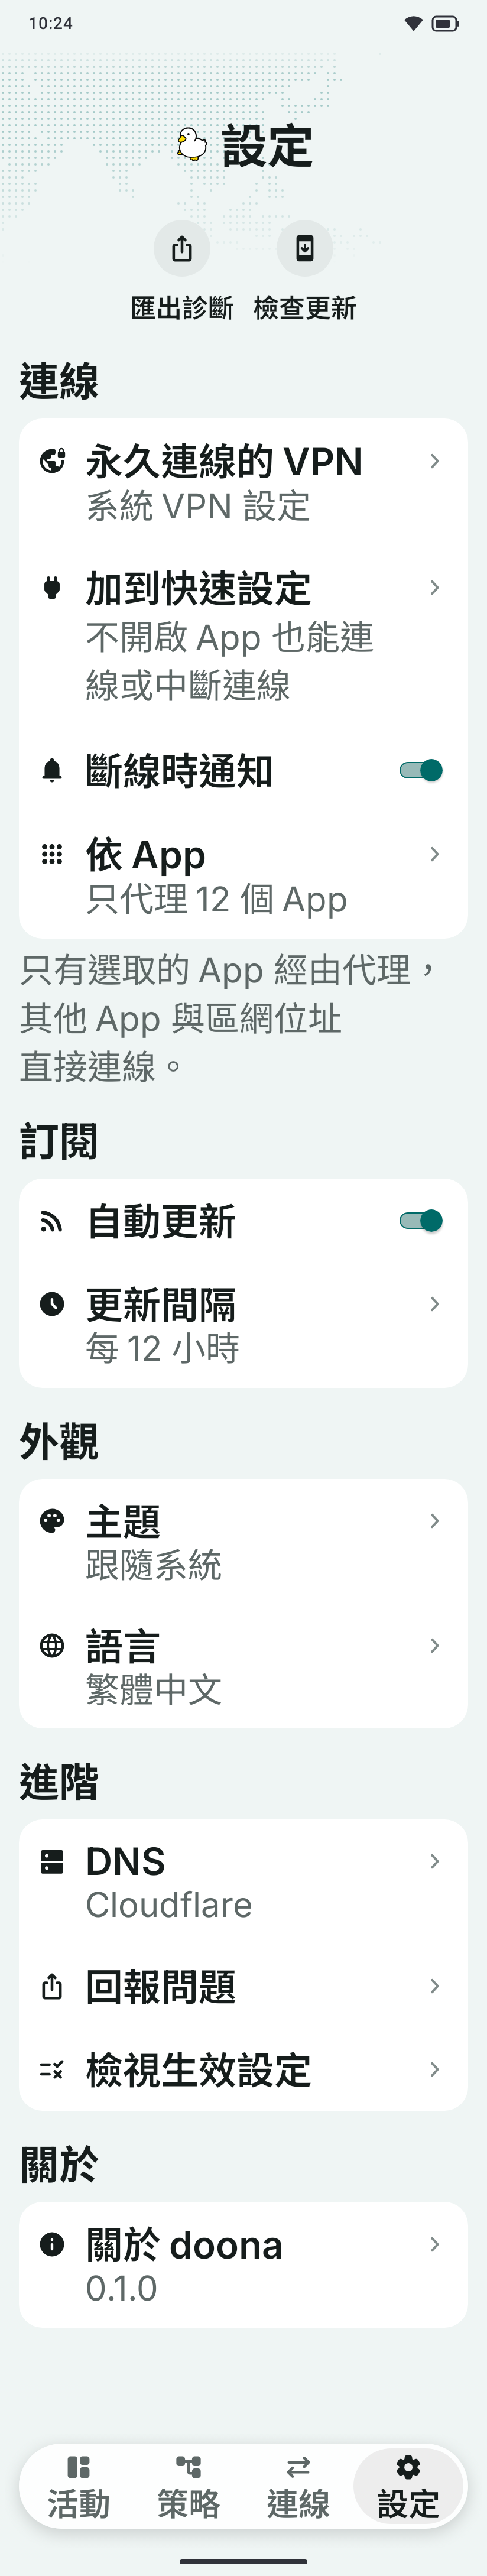 10:24
設定
匯出診斷
檢查更新
連線
永久連線的 VPN
系統 VPN 設定
加到快速設定
不開啟 App 也能連
線或中斷連線
斷線時通知
依 App
只代理 12 個 App
只有選取的 App 經由代理，
其他 App 與區網位址
直接連線。
訂閱
自動更新
更新間隔
每 12 小時
外觀
主題
跟隨系統
語言
繁體中文
進階
DNS
Cloudflare
回報問題
檢視生效設定
關於
關於 doona
0.1.0
活動
策略
連線
設定